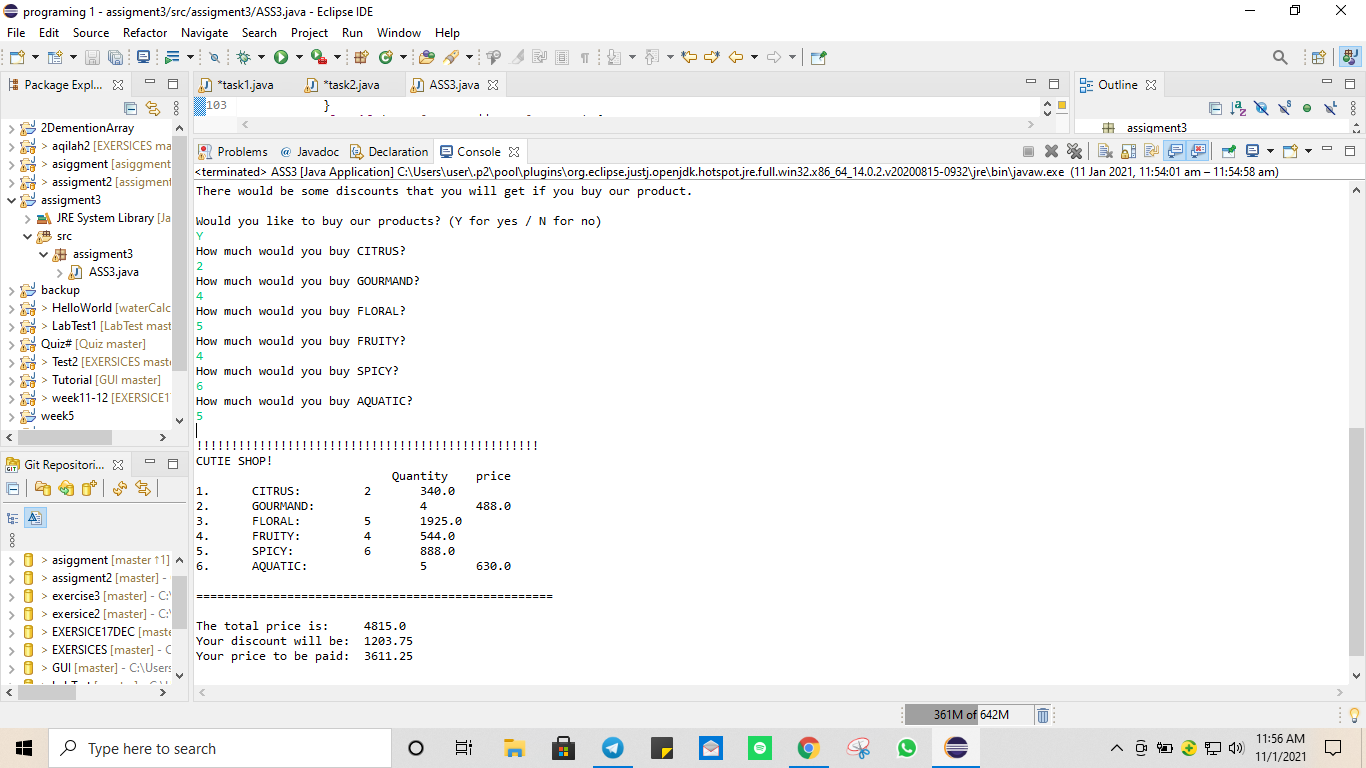 programing 1 - assigment3/src/assigment3/ASS3.java - Eclipse IDE
File Edit Source Refactor Navigate Search Project Run Window Help
Package Expl...
*task1.java
*task2.java
ASS3.java
103 }
Outline
assigment3
2DementionArray
> aqilah2 [EXERSICES ma
> asiggment [asiggment
> assigment2 [assigment
assigment3
JRE System Library [Ja
src
assigment3
ASS3.java
backup
> HelloWorld [waterCalc
> LabTest1 [LabTest mast
Quiz# [Quiz master]
> Test2 [EXERSICES maste
> Tutorial [GUI master]
> week11-12 [EXERSICE1
week5
Git Repositori...
> asiggment [master ↑1]
> assigment2 [master] -
> exercise3 [master] - C:\
> exersice2 [master] - C:\
> EXERSICE17DEC [maste
> EXERSICES [master] - C
> GUI [master] - C:\Users
Problems @ Javadoc Declaration Console
<terminated> ASS3 [Java Application] C:\Users\user\.p2\pool\plugins\org.eclipse.justj.openjdk.hotspot.jre.full.win32.x86_64_14.0.2.v20200815-0932\jre\bin\javaw.exe (11 Jan 2021, 11:54:01 am – 11:54:58 am)
There would be some discounts that you will get if you buy our product.
Would you like to buy our products? (Y for yes / N for no)
Y
How much would you buy CITRUS?
2
How much would you buy GOURMAND?
4
How much would you buy FLORAL?
5
How much would you buy FRUITY?
4
How much would you buy SPICY?
6
How much would you buy AQUATIC?
5
!!!!!!!!!!!!!!!!!!!!!!!!!!!!!!!!!!!!!!!!!!!!!!!!!
CUTIE SHOP!
Quantity price
1. CITRUS: 2 340.0
2. GOURMAND: 4 488.0
3. FLORAL: 5 1925.0
4. FRUITY: 4 544.0
5. SPICY: 6 888.0
6. AQUATIC: 5 630.0
===================================================
The total price is: 4815.0
Your discount will be: 1203.75
Your price to be paid: 3611.25
361M of 642M
Type here to search
11:56 AM
11/1/2021